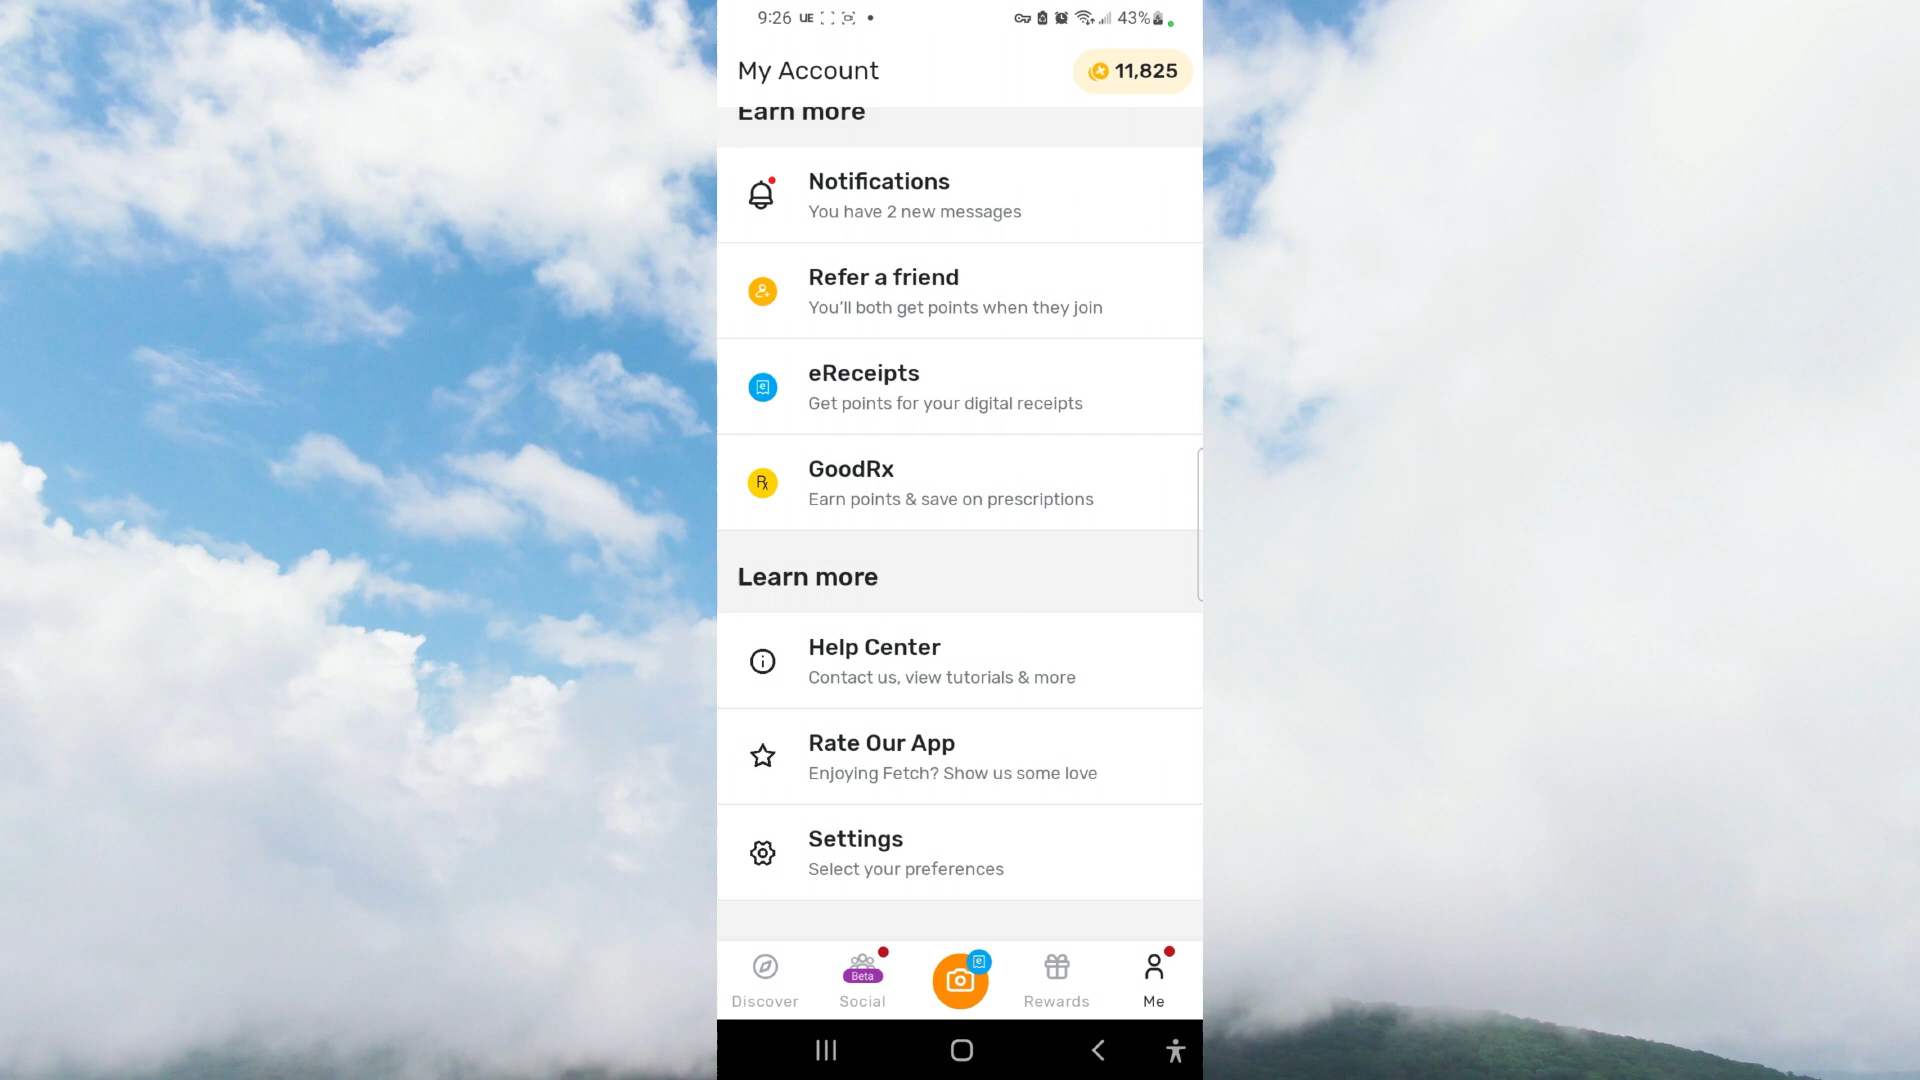 9:26 UE 43%
My Account 11,825
Earn more
Notifications
You have 2 new messages
Refer a friend
You'll both get points when they join
eReceipts
Get points for your digital receipts
GoodRx
Earn points & save on prescriptions
Learn more
Help Center
Contact us, view tutorials & more
Rate Our App
Enjoying Fetch? Show us some love
Settings
Select your preferences
Beta
Discover Social Rewards Me